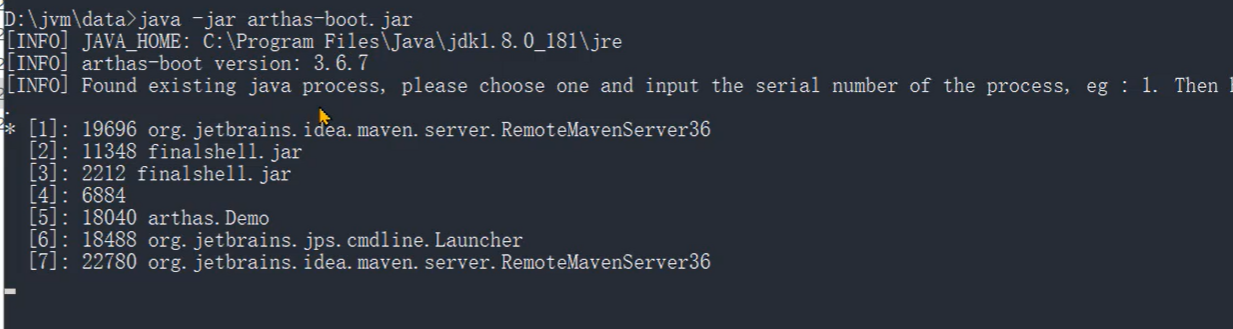 D:\jvm\data>java -jar arthas-boot.jar
[INFO] JAVA_HOME: C:\Program Files\Java\jdk1.8.0_181\jre
[INFO] arthas-boot version: 3.6.7
[INFO] Found existing java process, please choose one and input the serial number of the process, eg : 1. Then
.
* [1]: 19696 org.jetbrains.idea.maven.server.RemoteMavenServer36
[2]: 11348 finalshell.jar
[3]: 2212 finalshell.jar
[4]: 6884
[5]: 18040 arthas.Demo
[6]: 18488 org.jetbrains.jps.cmdline.Launcher
[7]: 22780 org.jetbrains.idea.maven.server.RemoteMavenServer36